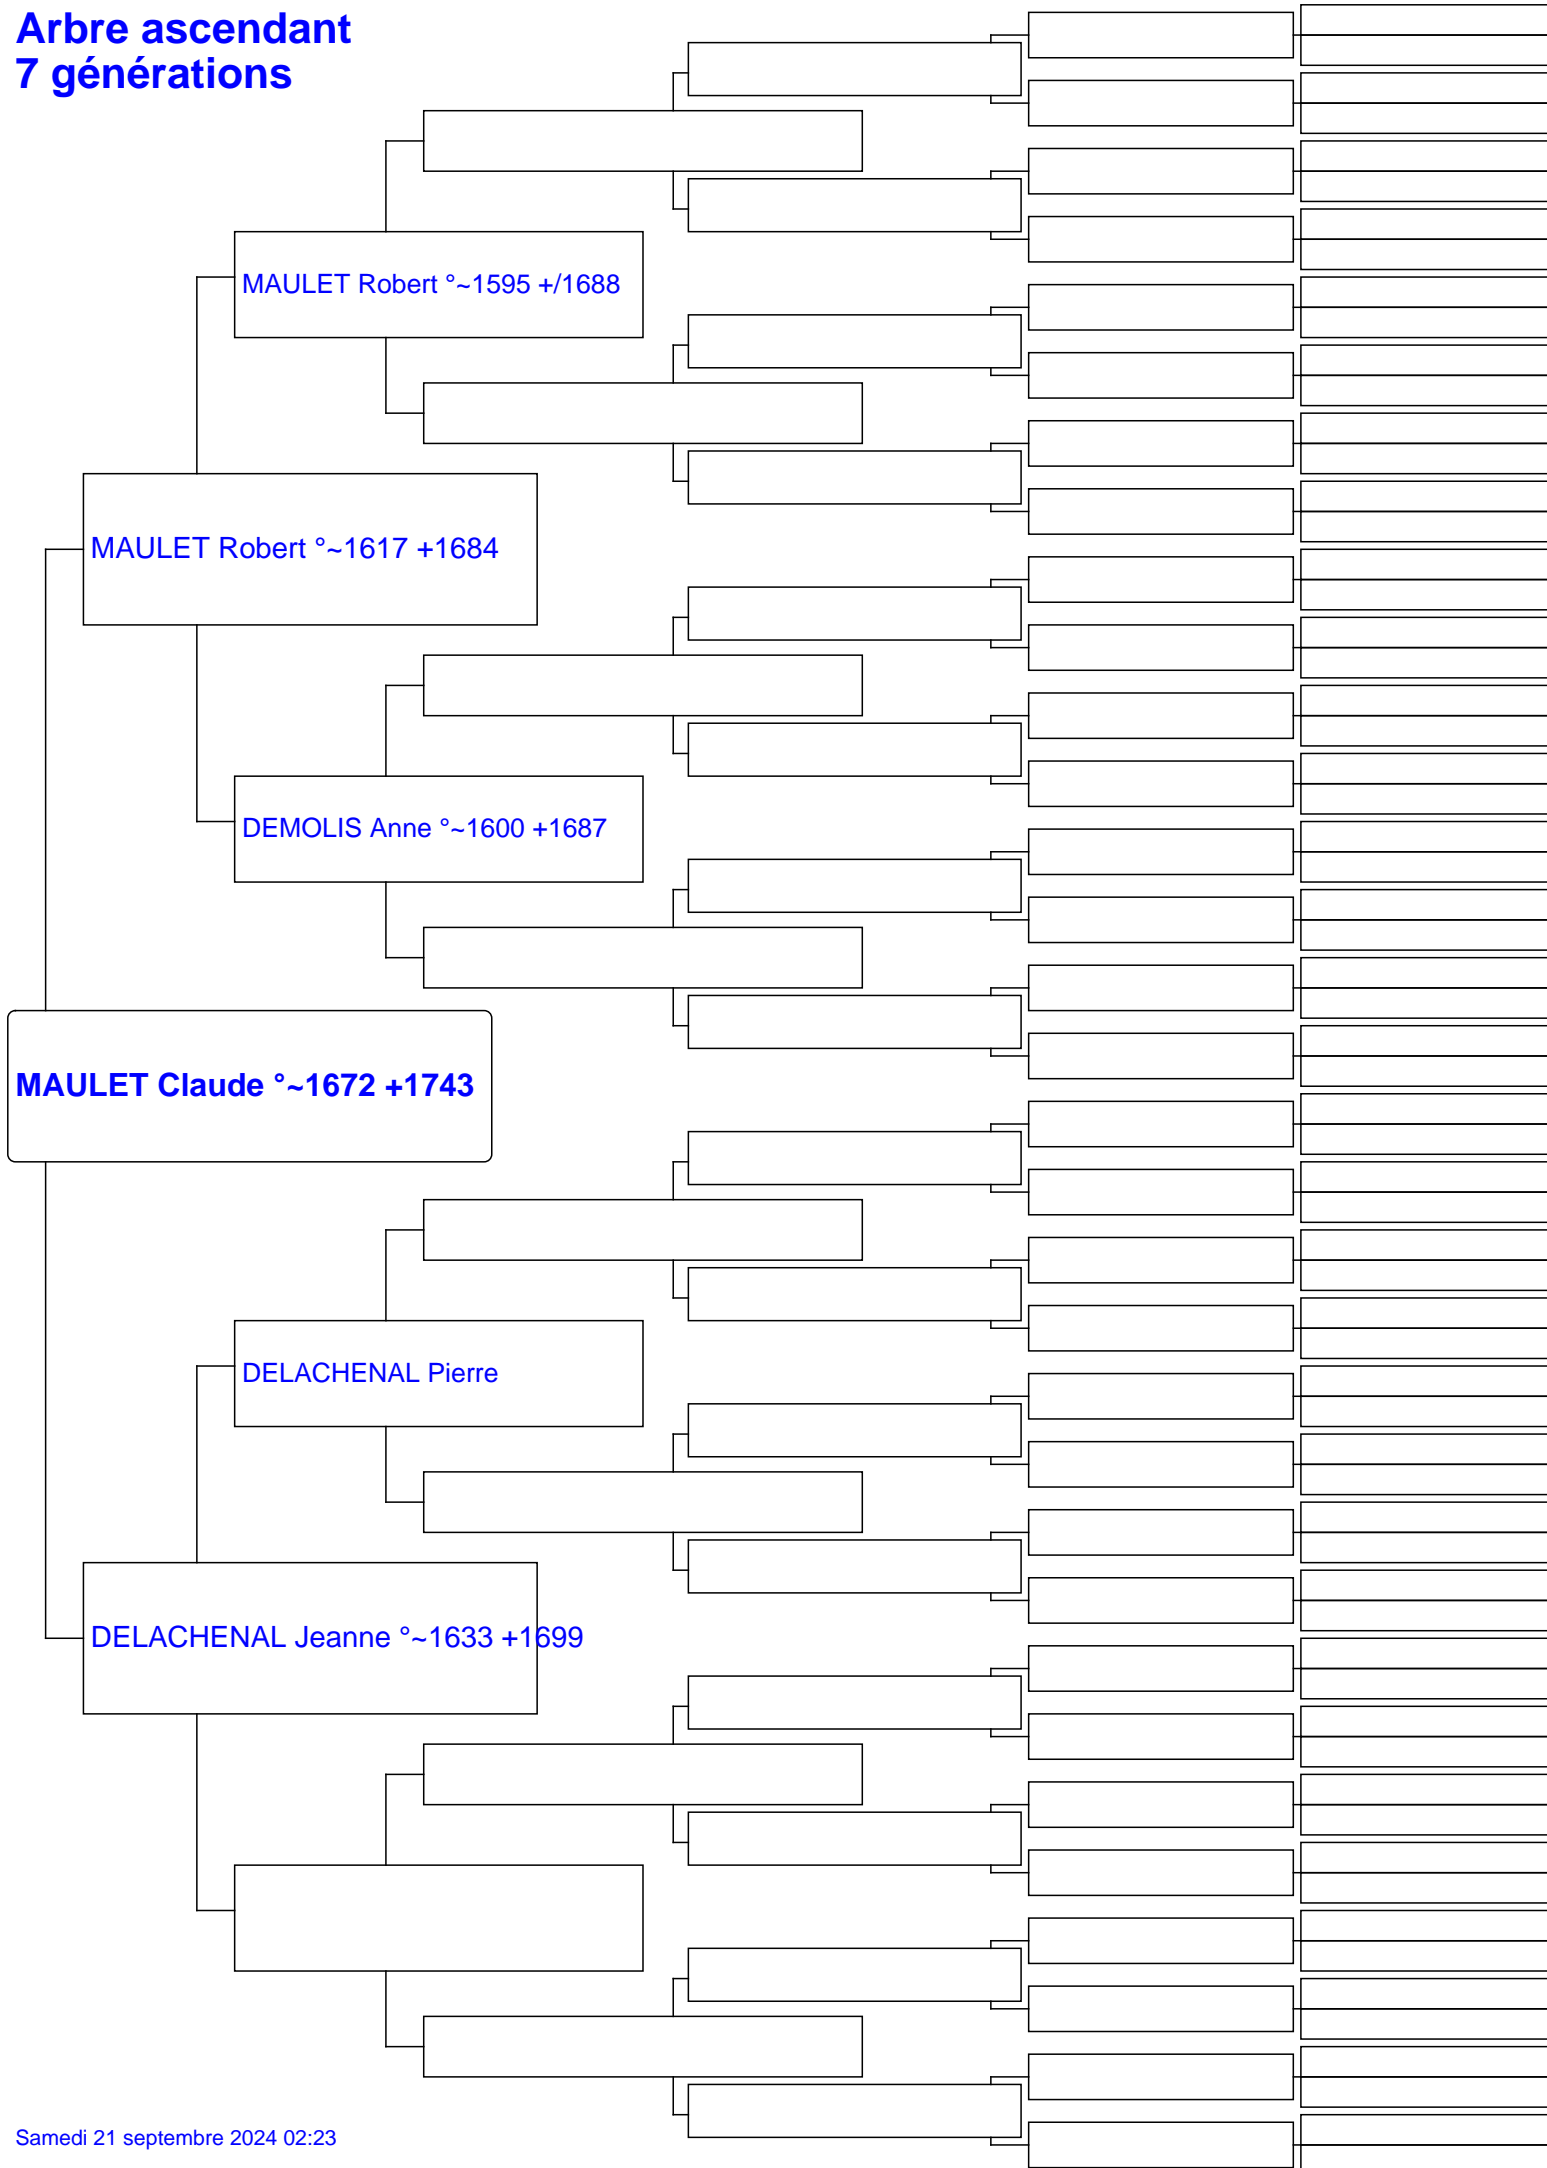 Arbre ascendant
7 générations
MAULET Robert °~1595 +/1688
MAULET Robert °~1617 +1684
DEMOLIS Anne °~1600 +1687
MAULET Claude °~1672 +1743
DELACHENAL Pierre
DELACHENAL Jeanne °~1633 +1699
Samedi 21 septembre 2024 02:23